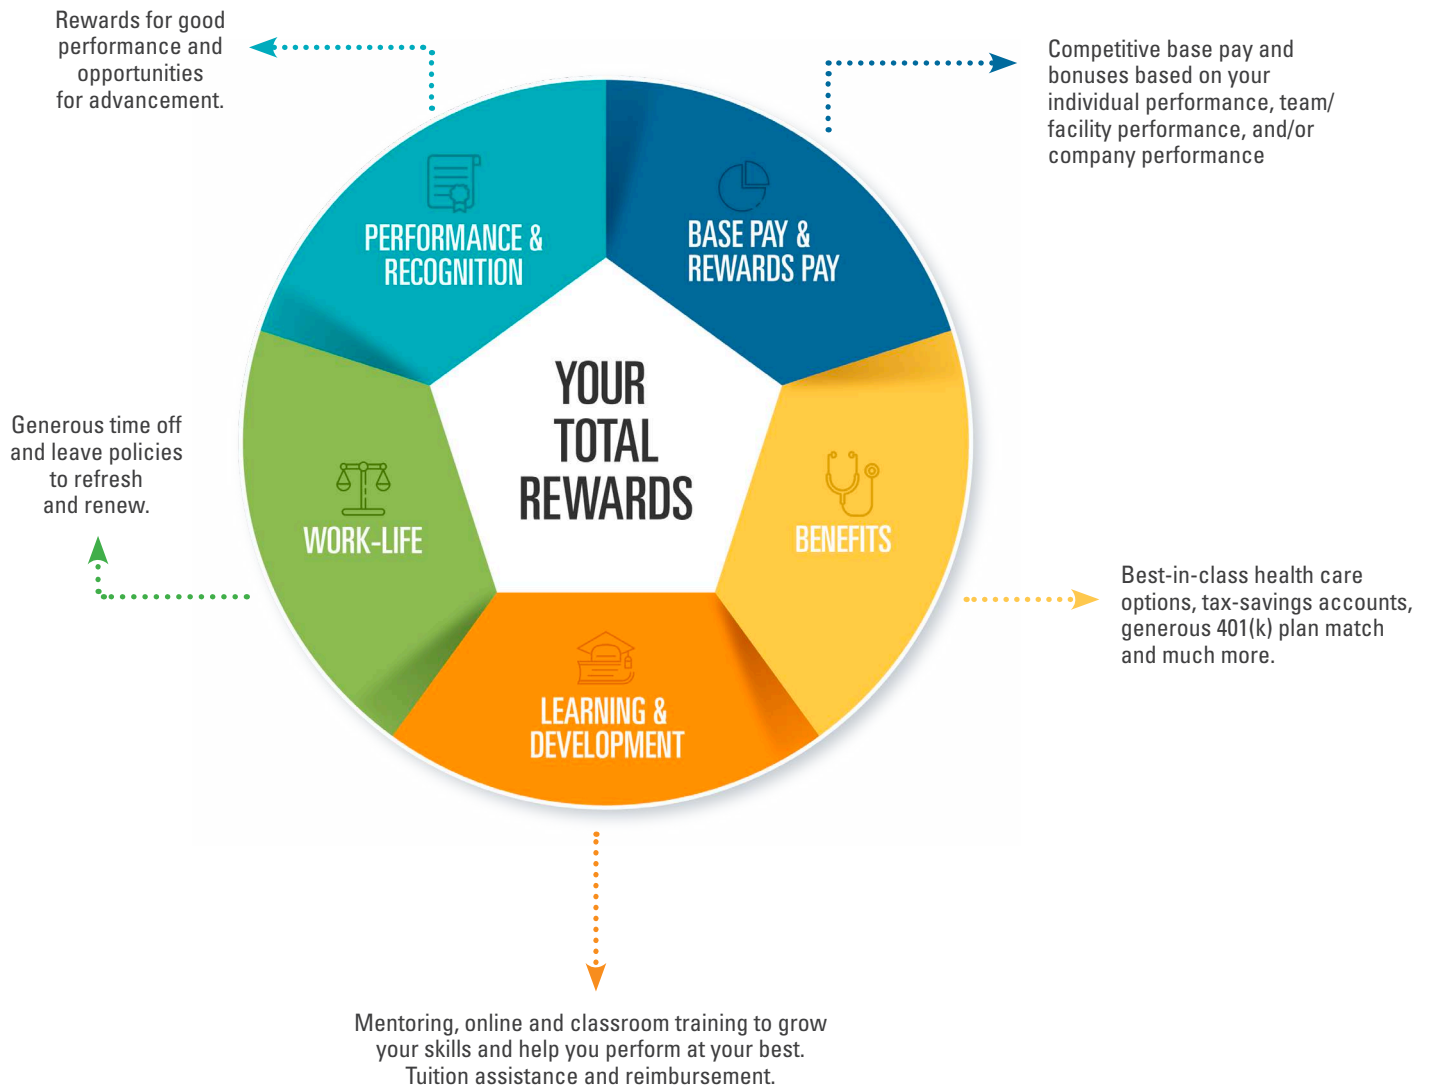 Rewards for good
performance and
opportunities
for advancement.
Competitive base pay and
bonuses based on your
individual performance, team/
facility performance, and/or
company performance
PERFORMANCE &
RECOGNITION
BASE PAY &
REWARDS PAY
YOUR
TOTAL
REWARDS
Generous time off
and leave policies
to refresh
and renew.
WORK-LIFE
BENEFITS
Best-in-class health care
options, tax-savings accounts,
generous 401(k) plan match
and much more.
LEARNING &
DEVELOPMENT
Mentoring, online and classroom training to grow
your skills and help you perform at your best.
Tuition assistance and reimbursement.